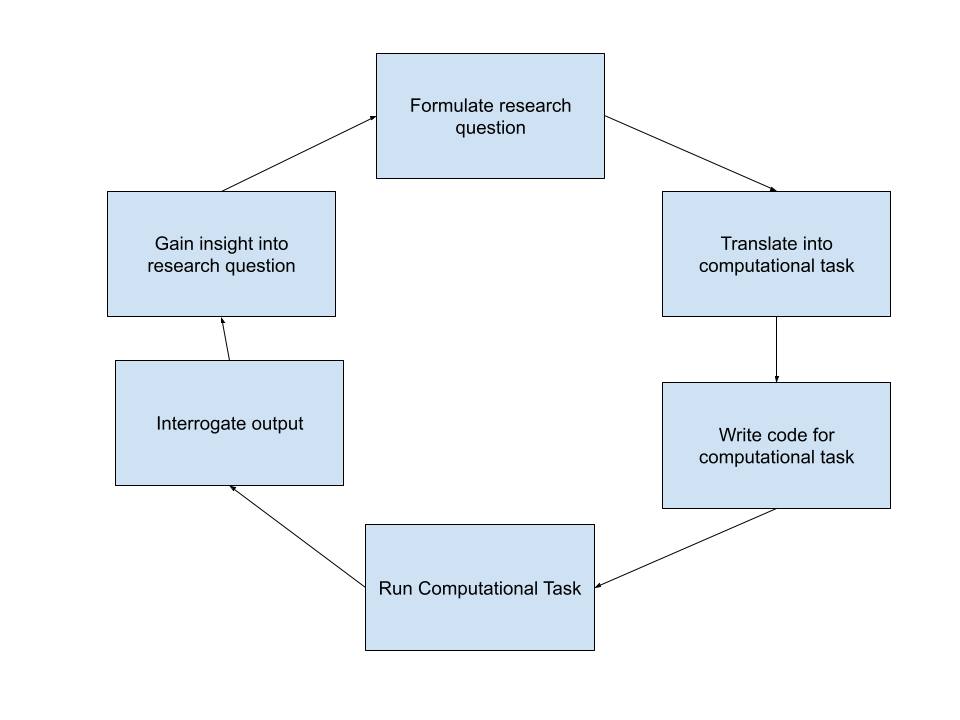 Formulate research
question
Translate into
computational task
Write code for
computational task
Run Computational Task
Interrogate output
Gain insight into
research question